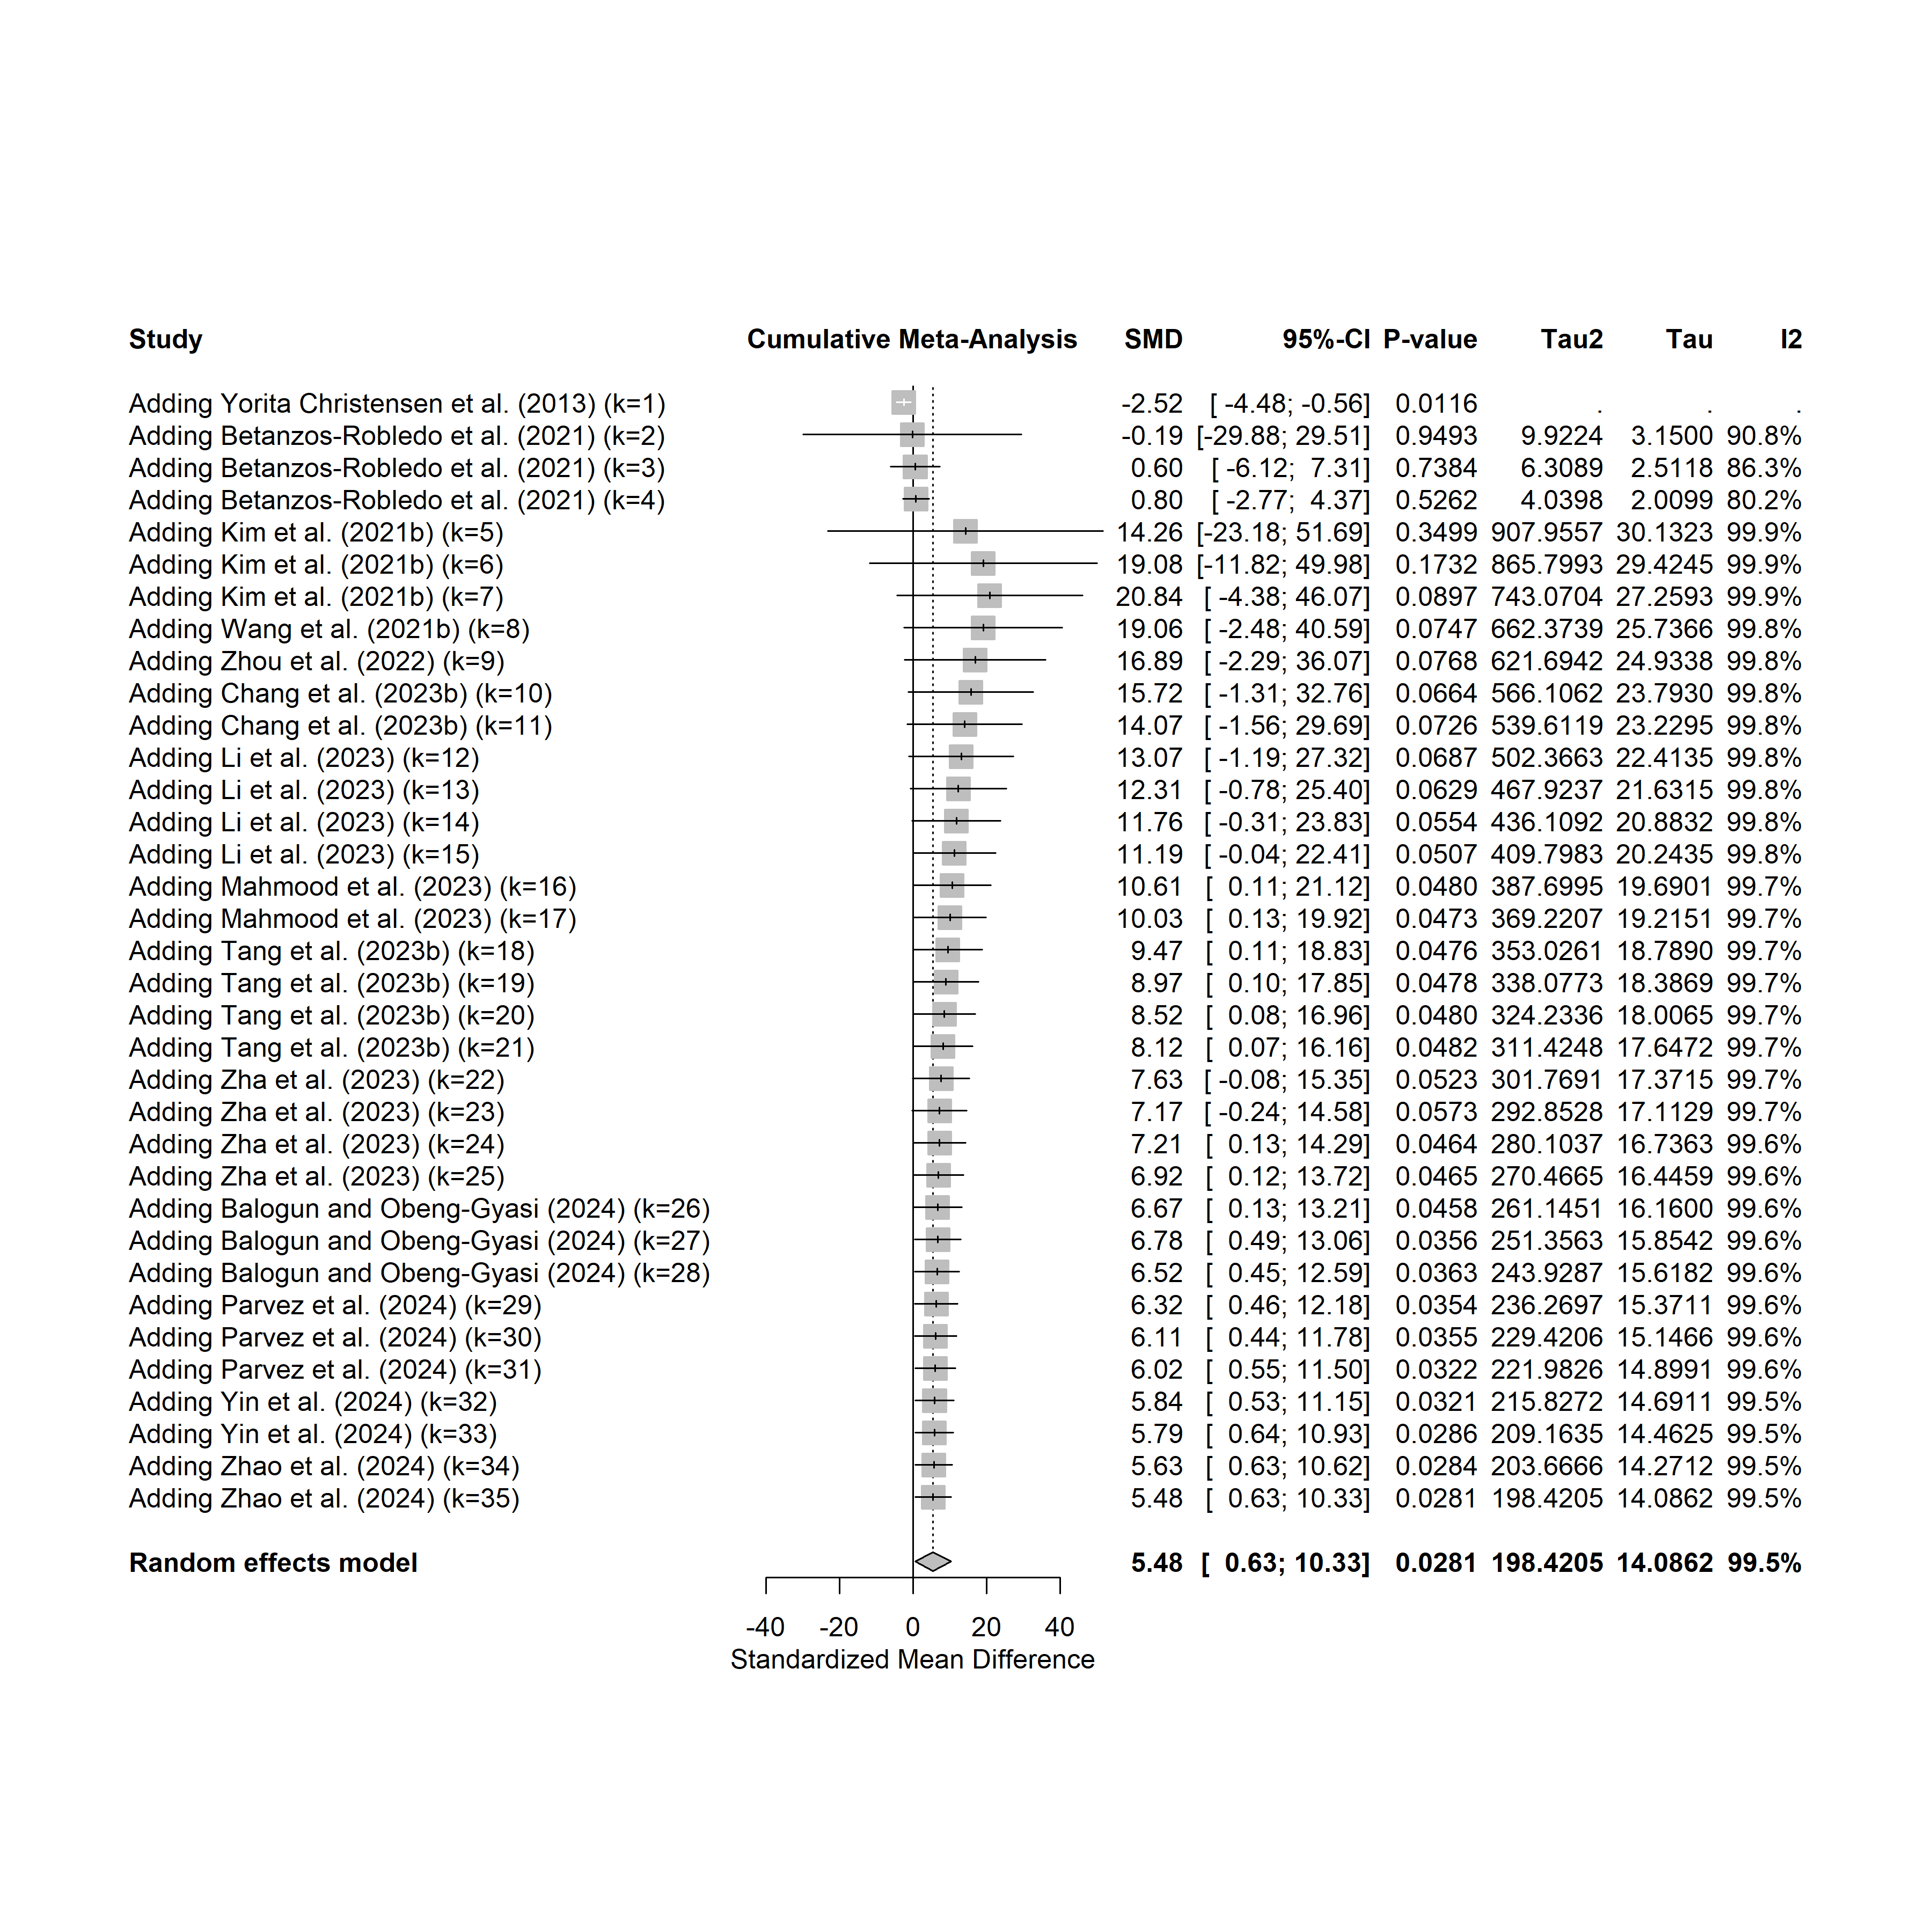 Study Cumulative Meta-Analysis SMD 95%-CI P-value Tau2 Tau I2
Adding Yorita Christensen et al. (2013) (k=1) -2.52 [ -4.48; -0.56] 0.0116 . . .
Adding Betanzos-Robledo et al. (2021) (k=2) -0.19 [-29.88; 29.51] 0.9493 9.9224 3.1500 90.8%
Adding Betanzos-Robledo et al. (2021) (k=3) 0.60 [ -6.12; 7.31] 0.7384 6.3089 2.5118 86.3%
Adding Betanzos-Robledo et al. (2021) (k=4) 0.80 [ -2.77; 4.37] 0.5262 4.0398 2.0099 80.2%
Adding Kim et al. (2021b) (k=5) 14.26 [-23.18; 51.69] 0.3499 907.9557 30.1323 99.9%
Adding Kim et al. (2021b) (k=6) 19.08 [-11.82; 49.98] 0.1732 865.7993 29.4245 99.9%
Adding Kim et al. (2021b) (k=7) 20.84 [ -4.38; 46.07] 0.0897 743.0704 27.2593 99.9%
Adding Wang et al. (2021b) (k=8) 19.06 [ -2.48; 40.59] 0.0747 662.3739 25.7366 99.8%
Adding Zhou et al. (2022) (k=9) 16.89 [ -2.29; 36.07] 0.0768 621.6942 24.9338 99.8%
Adding Chang et al. (2023b) (k=10) 15.72 [ -1.31; 32.76] 0.0664 566.1062 23.7930 99.8%
Adding Chang et al. (2023b) (k=11) 14.07 [ -1.56; 29.69] 0.0726 539.6119 23.2295 99.8%
Adding Li et al. (2023) (k=12) 13.07 [ -1.19; 27.32] 0.0687 502.3663 22.4135 99.8%
Adding Li et al. (2023) (k=13) 12.31 [ -0.78; 25.40] 0.0629 467.9237 21.6315 99.8%
Adding Li et al. (2023) (k=14) 11.76 [ -0.31; 23.83] 0.0554 436.1092 20.8832 99.8%
Adding Li et al. (2023) (k=15) 11.19 [ -0.04; 22.41] 0.0507 409.7983 20.2435 99.8%
Adding Mahmood et al. (2023) (k=16) 10.61 [ 0.11; 21.12] 0.0480 387.6995 19.6901 99.7%
Adding Mahmood et al. (2023) (k=17) 10.03 [ 0.13; 19.92] 0.0473 369.2207 19.2151 99.7%
Adding Tang et al. (2023b) (k=18) 9.47 [ 0.11; 18.83] 0.0476 353.0261 18.7890 99.7%
Adding Tang et al. (2023b) (k=19) 8.97 [ 0.10; 17.85] 0.0478 338.0773 18.3869 99.7%
Adding Tang et al. (2023b) (k=20) 8.52 [ 0.08; 16.96] 0.0480 324.2336 18.0065 99.7%
Adding Tang et al. (2023b) (k=21) 8.12 [ 0.07; 16.16] 0.0482 311.4248 17.6472 99.7%
Adding Zha et al. (2023) (k=22) 7.63 [ -0.08; 15.35] 0.0523 301.7691 17.3715 99.7%
Adding Zha et al. (2023) (k=23) 7.17 [ -0.24; 14.58] 0.0573 292.8528 17.1129 99.7%
Adding Zha et al. (2023) (k=24) 7.21 [ 0.13; 14.29] 0.0464 280.1037 16.7363 99.6%
Adding Zha et al. (2023) (k=25) 6.92 [ 0.12; 13.72] 0.0465 270.4665 16.4459 99.6%
Adding Balogun and Obeng-Gyasi (2024) (k=26) 6.67 [ 0.13; 13.21] 0.0458 261.1451 16.1600 99.6%
Adding Balogun and Obeng-Gyasi (2024) (k=27) 6.78 [ 0.49; 13.06] 0.0356 251.3563 15.8542 99.6%
Adding Balogun and Obeng-Gyasi (2024) (k=28) 6.52 [ 0.45; 12.59] 0.0363 243.9287 15.6182 99.6%
Adding Parvez et al. (2024) (k=29) 6.32 [ 0.46; 12.18] 0.0354 236.2697 15.3711 99.6%
Adding Parvez et al. (2024) (k=30) 6.11 [ 0.44; 11.78] 0.0355 229.4206 15.1466 99.6%
Adding Parvez et al. (2024) (k=31) 6.02 [ 0.55; 11.50] 0.0322 221.9826 14.8991 99.6%
Adding Yin et al. (2024) (k=32) 5.84 [ 0.53; 11.15] 0.0321 215.8272 14.6911 99.5%
Adding Yin et al. (2024) (k=33) 5.79 [ 0.64; 10.93] 0.0286 209.1635 14.4625 99.5%
Adding Zhao et al. (2024) (k=34) 5.63 [ 0.63; 10.62] 0.0284 203.6666 14.2712 99.5%
Adding Zhao et al. (2024) (k=35) 5.48 [ 0.63; 10.33] 0.0281 198.4205 14.0862 99.5%
Random effects model 5.48 [ 0.63; 10.33] 0.0281 198.4205 14.0862 99.5%
-40 -20 0 20 40
Standardized Mean Difference